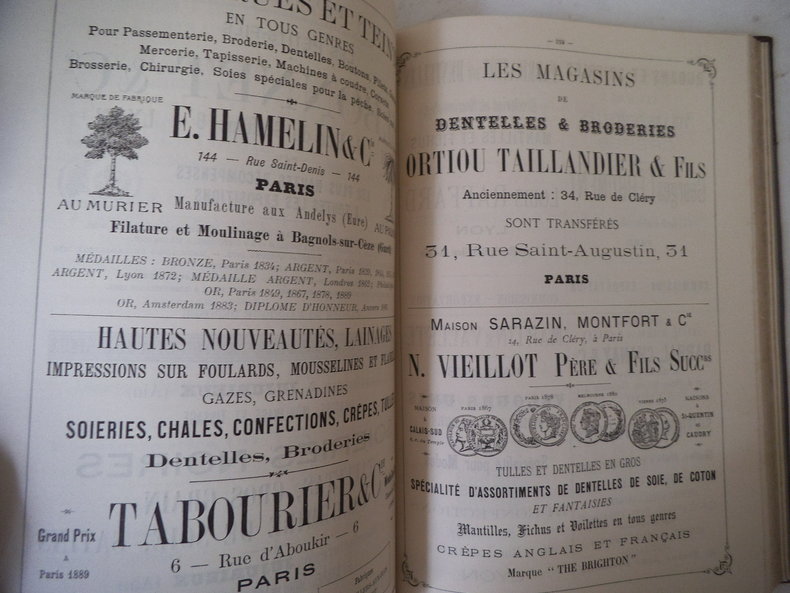 ET TEIN
EN TOUS GENRES
Pour Passementerie, Broderie, Dentelles, Boutons,
Mercerie, Tapisserie, Machines à coudre, Corsets
Brosserie, Chirurgie, Soies spéciales pour la pêche,
MARQUE DE FABRIQUE
E. HAMELIN & Cie
144 — Rue Saint-Denis — 144
PARIS
AU MURIER
Manufacture aux Andelys (Eure)
Filature et Moulinage à Bagnols-sur-Cèze (Gard)
MÉDAILLES : BRONZE, Paris 1834; ARGENT, Paris 1839,
ARGENT, Lyon 1872; MÉDAILLE ARGENT, Londres 1862;
OR, Paris 1849, 1867, 1878, 1889
OR, Amsterdam 1883; DIPLOME D'HONNEUR,
HAUTES NOUVEAUTÉS, LAINAGES
IMPRESSIONS SUR FOULARDS, MOUSSELINES ET
GAZES, GRENADINES
SOIERIES, CHALES, CONFECTIONS, CRÊPES, TULLES
Dentelles, Broderies
TABOURIER & Cie
Grand Prix
à
Paris 1889
6 — Rue d'Aboukir — 6
PARIS
Fabriques
LES MAGASINS
DE
DENTELLES & BRODERIES
ORTIOU TAILLANDIER & FILS
Anciennement : 34, Rue de Cléry
SONT TRANSFÉRÉS
31, Rue Saint-Augustin, 31
PARIS
MAISON SARAZIN, MONTFORT & Cie
24, Rue de Cléry, à Paris
N. VIEILLOT PÈRE & FILS SUCCrs
MAISON
à
CALAIS-SUD
PARIS 1867
PARIS 1878
MELBOURNE 1880
VIENNE 1873
MAISONS
à
St-QUENTIN
et
CAUDRY
TULLES ET DENTELLES EN GROS
SPÉCIALITÉ D'ASSORTIMENTS DE DENTELLES DE SOIE, DE COTON
ET FANTAISIES
Mantilles, Fichus et Voilettes en tous genres
CRÊPES ANGLAIS ET FRANÇAIS
Marque "THE BRIGHTON"